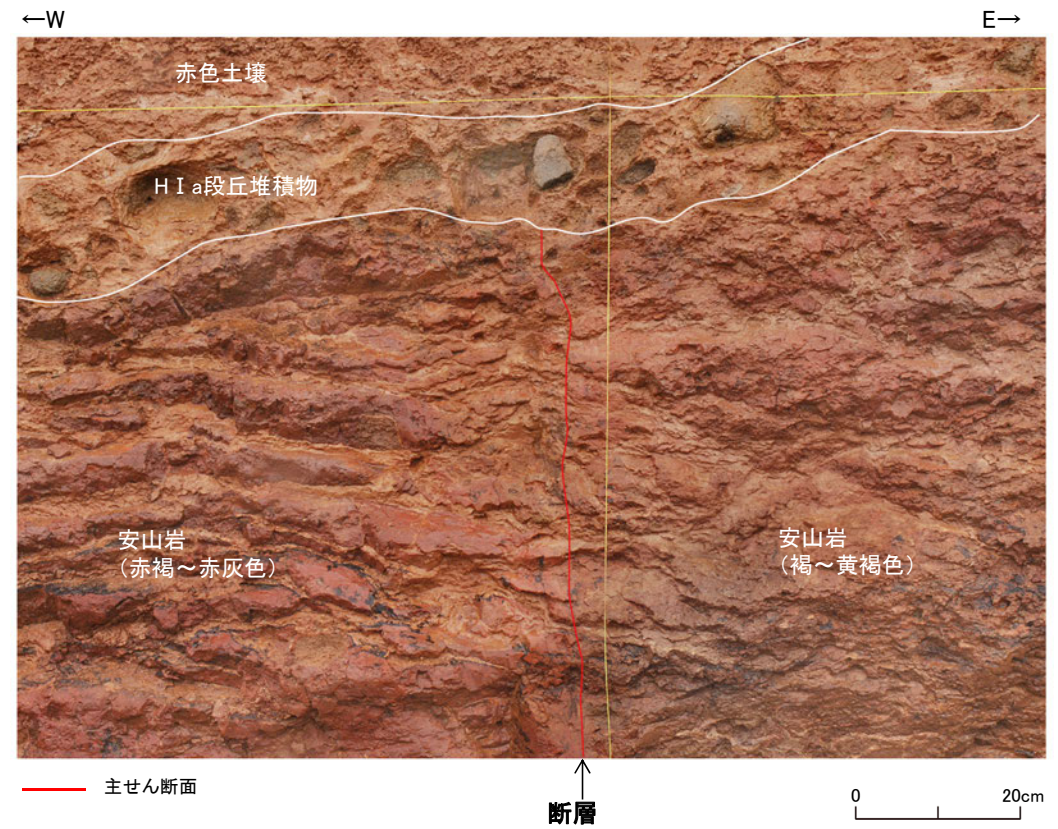 ←W
E→
赤色土壌
HⅠa段丘堆積物
安山岩
（赤褐～赤灰色）
安山岩
（褐～黄褐色）
主せん断面
断層
0
20cm